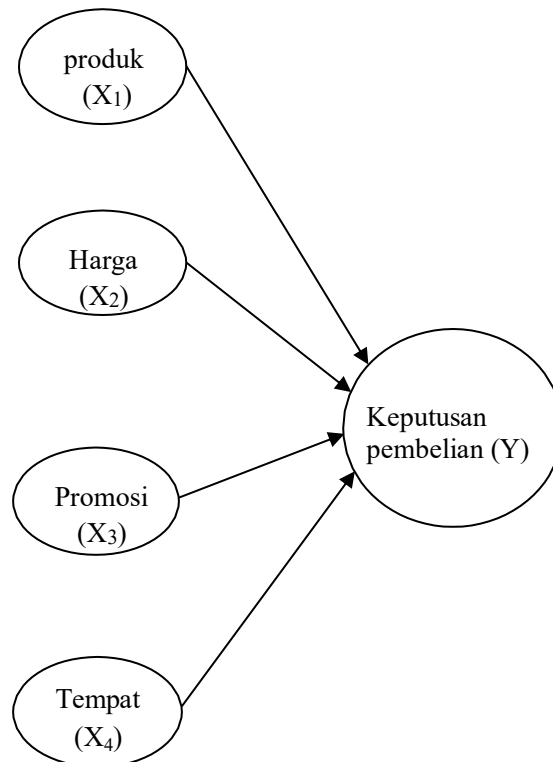 produk
(X₁)
Harga
(X₂)
Keputusan
pembelian (Y)
Promosi
(X₃)
Tempat
(X₄)